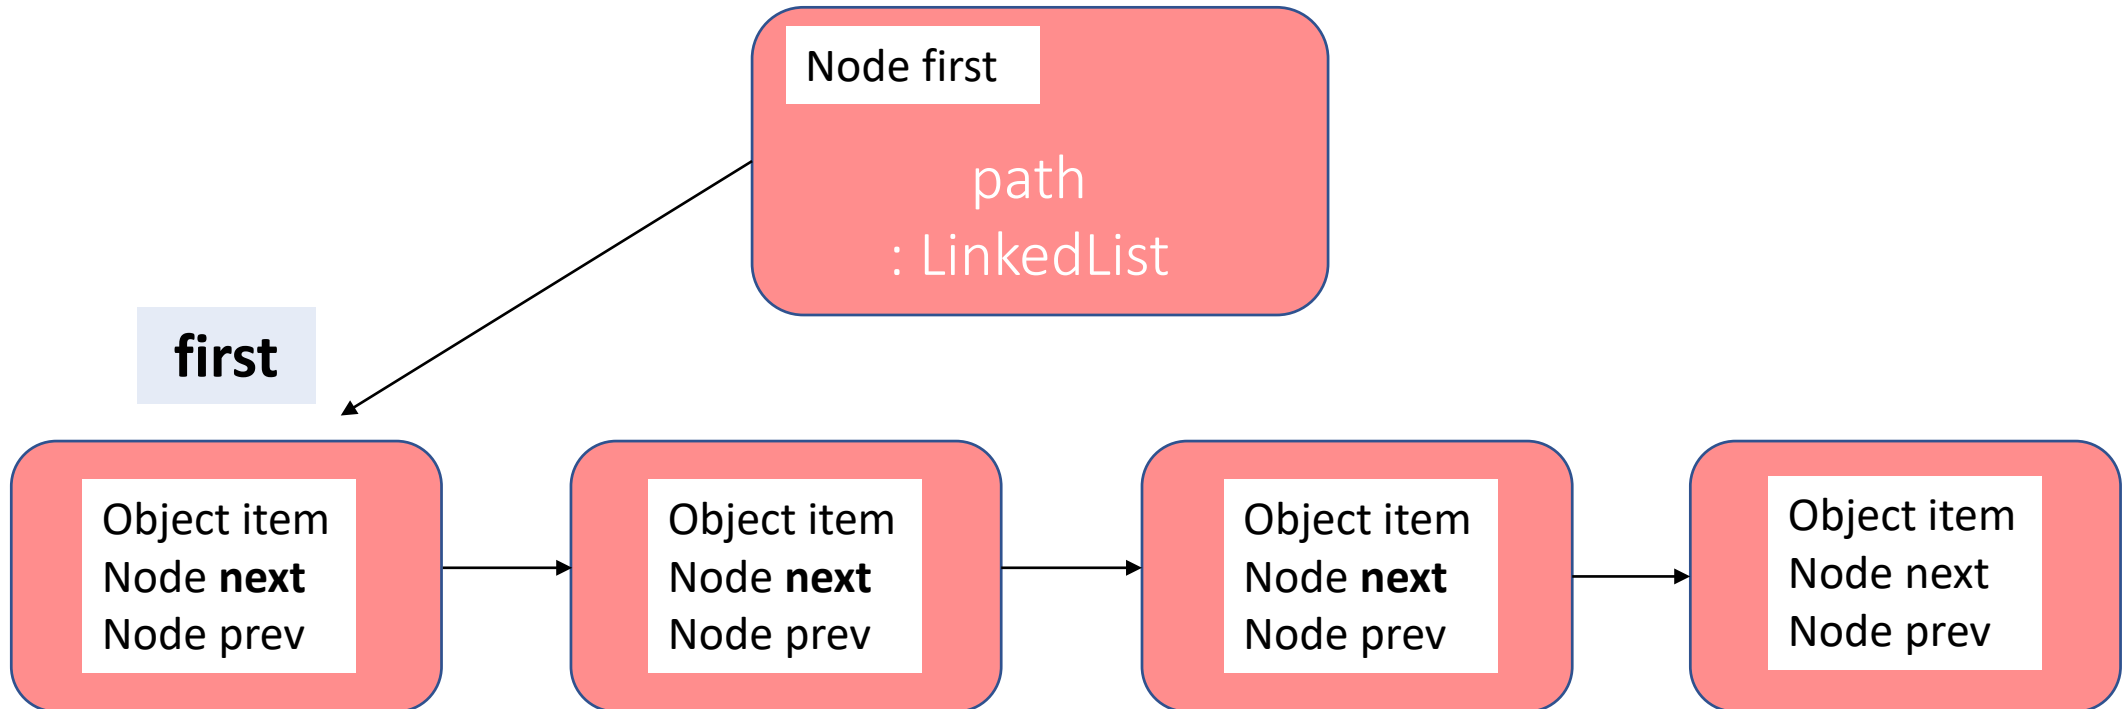 Node first
path
: LinkedList
first
Object item
Node next
Node prev
Object item
Node next
Node prev
Object item
Node next
Node prev
Object item
Node next
Node prev